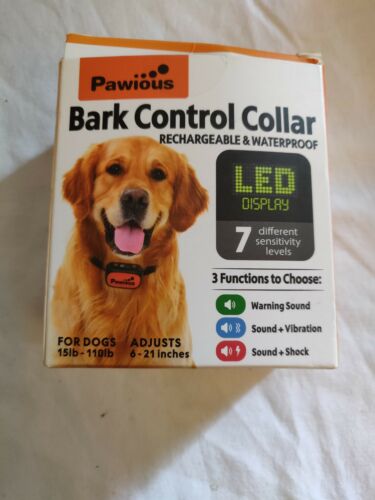 Pawious
Bark Control Collar
RECHARGEABLE & WATERPROOF
LED
DISPLAY
7 different
sensitivity
levels
3 Functions to Choose:
Warning Sound
Sound + Vibration
Sound + Shock
Pawious
FOR DOGS
15lb - 110lb
ADJUSTS
6 - 21 inches